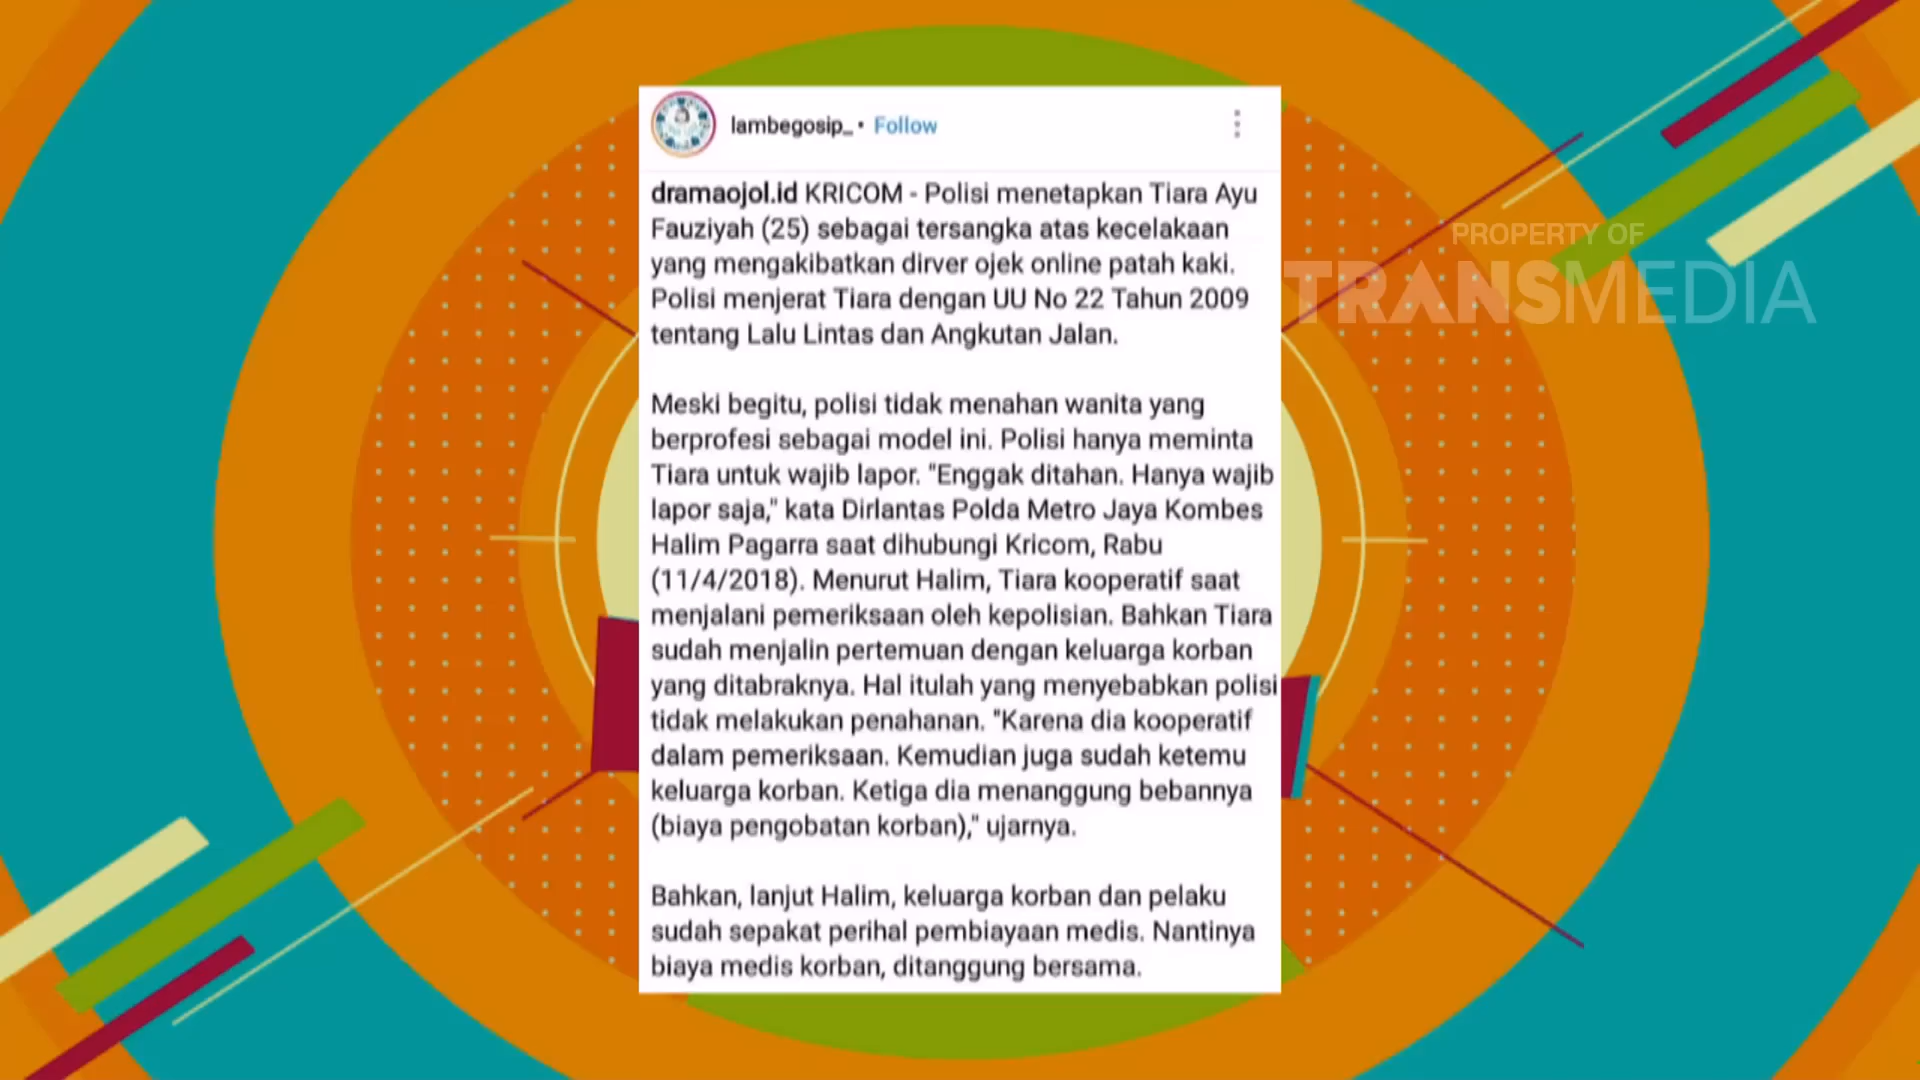 lambegosip_ • Follow
dramaojol.id KRICOM - Polisi menetapkan Tiara Ayu
Fauziyah (25) sebagai tersangka atas kecelakaan
yang mengakibatkan dirver ojek online patah kaki.
Polisi menjerat Tiara dengan UU No 22 Tahun 2009
tentang Lalu Lintas dan Angkutan Jalan.
Meski begitu, polisi tidak menahan wanita yang
berprofesi sebagai model ini. Polisi hanya meminta
Tiara untuk wajib lapor. "Enggak ditahan. Hanya wajib
lapor saja," kata Dirlantas Polda Metro Jaya Kombes
Halim Pagarra saat dihubungi Kricom, Rabu
(11/4/2018). Menurut Halim, Tiara kooperatif saat
menjalani pemeriksaan oleh kepolisian. Bahkan Tiara
sudah menjalin pertemuan dengan keluarga korban
yang ditabraknya. Hal itulah yang menyebabkan polisi
tidak melakukan penahanan. "Karena dia kooperatif
dalam pemeriksaan. Kemudian juga sudah ketemu
keluarga korban. Ketiga dia menanggung bebannya
(biaya pengobatan korban)," ujarnya.
Bahkan, lanjut Halim, keluarga korban dan pelaku
sudah sepakat perihal pembiayaan medis. Nantinya
biaya medis korban, ditanggung bersama.
PROPERTY OF
TRANSMEDIA